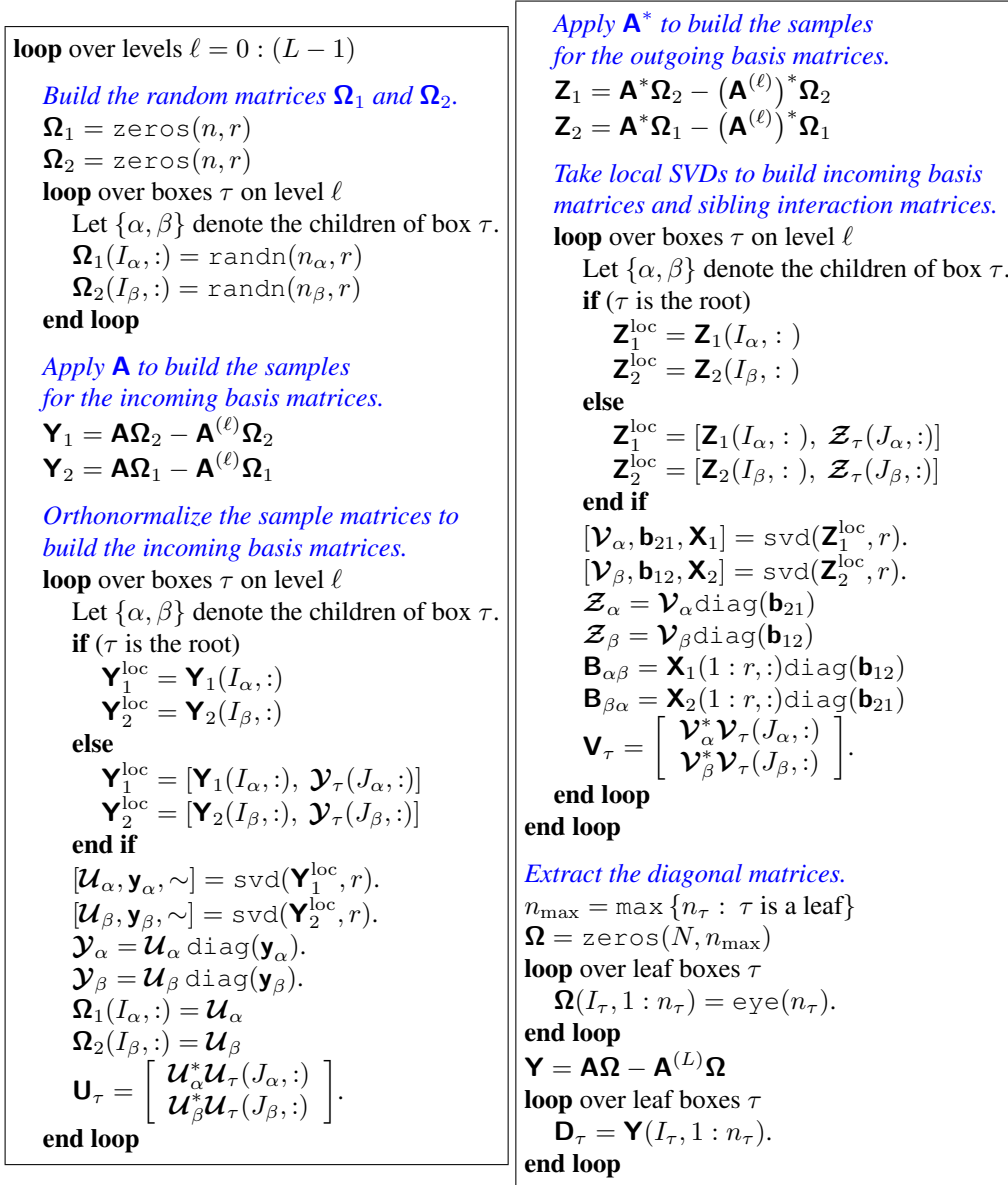 loop over levels ℓ = 0 : (L − 1)
Build the random matrices Ω₁ and Ω₂.
Ω₁ = zeros(n, r)
Ω₂ = zeros(n, r)
loop over boxes τ on level ℓ
Let {α, β} denote the children of box τ.
Ω₁(I_α, :) = randn(n_α, r)
Ω₂(I_β, :) = randn(n_β, r)
end loop
Apply A to build the samples
for the incoming basis matrices.
Y₁ = AΩ₂ − A^(ℓ)Ω₂
Y₂ = AΩ₁ − A^(ℓ)Ω₁
Orthonormalize the sample matrices to
build the incoming basis matrices.
loop over boxes τ on level ℓ
Let {α, β} denote the children of box τ.
if (τ is the root)
Y₁^loc = Y₁(I_α, :)
Y₂^loc = Y₂(I_β, :)
else
Y₁^loc = [Y₁(I_α, :), 𝓨_τ(J_α, :)]
Y₂^loc = [Y₂(I_β, :), 𝓨_τ(J_β, :)]
end if
[𝓤_α, y_α, ∼] = svd(Y₁^loc, r).
[𝓤_β, y_β, ∼] = svd(Y₂^loc, r).
𝓨_α = 𝓤_α diag(y_α).
𝓨_β = 𝓤_β diag(y_β).
Ω₁(I_α, :) = 𝓤_α
Ω₂(I_β, :) = 𝓤_β
U_τ = [ 𝓤_α^* 𝓤_τ(J_α, :)
𝓤_β^* 𝓤_τ(J_β, :) ].
end loop
Apply A* to build the samples
for the outgoing basis matrices.
Z₁ = A*Ω₂ − (A^(ℓ))*Ω₂
Z₂ = A*Ω₁ − (A^(ℓ))*Ω₁
Take local SVDs to build incoming basis
matrices and sibling interaction matrices.
loop over boxes τ on level ℓ
Let {α, β} denote the children of box τ.
if (τ is the root)
Z₁^loc = Z₁(I_α, : )
Z₂^loc = Z₂(I_β, : )
else
Z₁^loc = [Z₁(I_α, : ), 𝓩_τ(J_α, :)]
Z₂^loc = [Z₂(I_β, : ), 𝓩_τ(J_β, :)]
end if
[𝓥_α, b₂₁, X₁] = svd(Z₁^loc, r).
[𝓥_β, b₁₂, X₂] = svd(Z₂^loc, r).
𝓩_α = 𝓥_α diag(b₂₁)
𝓩_β = 𝓥_β diag(b₁₂)
B_αβ = X₁(1 : r, :)diag(b₁₂)
B_βα = X₂(1 : r, :)diag(b₂₁)
V_τ = [ 𝓥_α^* 𝓥_τ(J_α, :)
𝓥_β^* 𝓥_τ(J_β, :) ].
end loop
end loop
Extract the diagonal matrices.
n_max = max {n_τ : τ is a leaf}
Ω = zeros(N, n_max)
loop over leaf boxes τ
Ω(I_τ, 1 : n_τ) = eye(n_τ).
end loop
Y = AΩ − A^(L)Ω
loop over leaf boxes τ
D_τ = Y(I_τ, 1 : n_τ).
end loop